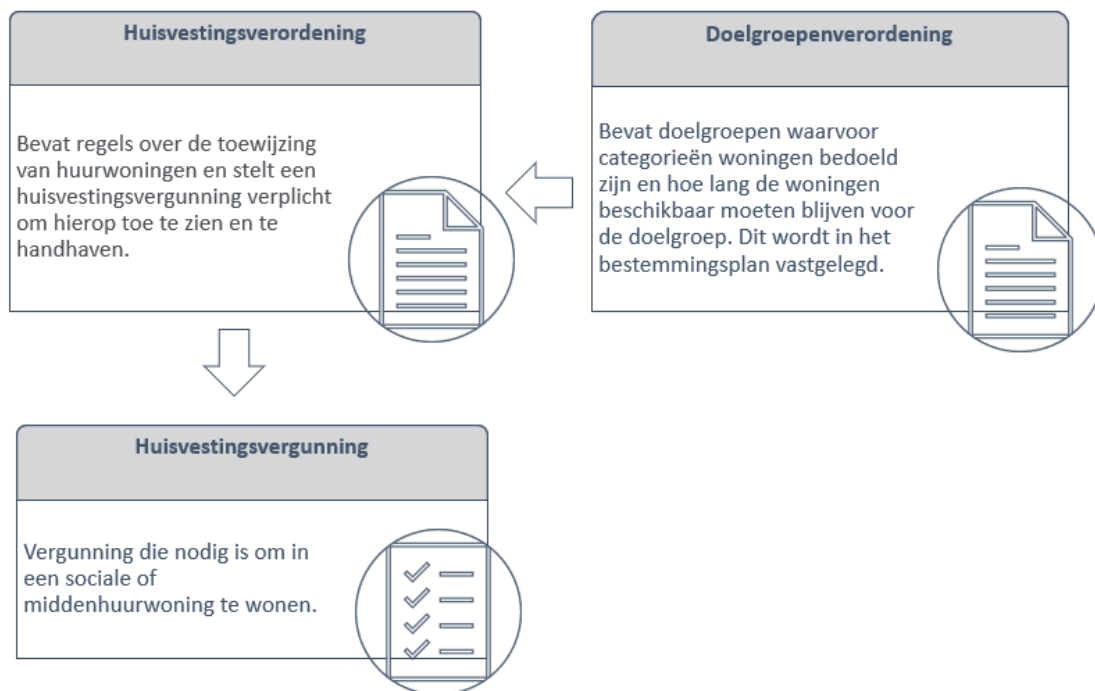 Huisvestingsverordening
Bevat regels over de toewijzing
van huurwoningen en stelt een
huisvestingsvergunning verplicht
om hierop toe te zien en te
handhaven.
Doelgroepenverordening
Bevat doelgroepen waarvoor
categorieën woningen bedoeld
zijn en hoe lang de woningen
beschikbaar moeten blijven voor
de doelgroep. Dit wordt in het
bestemmingsplan vastgelegd.
Huisvestingsvergunning
Vergunning die nodig is om in
een sociale of
middenhuurwoning te wonen.